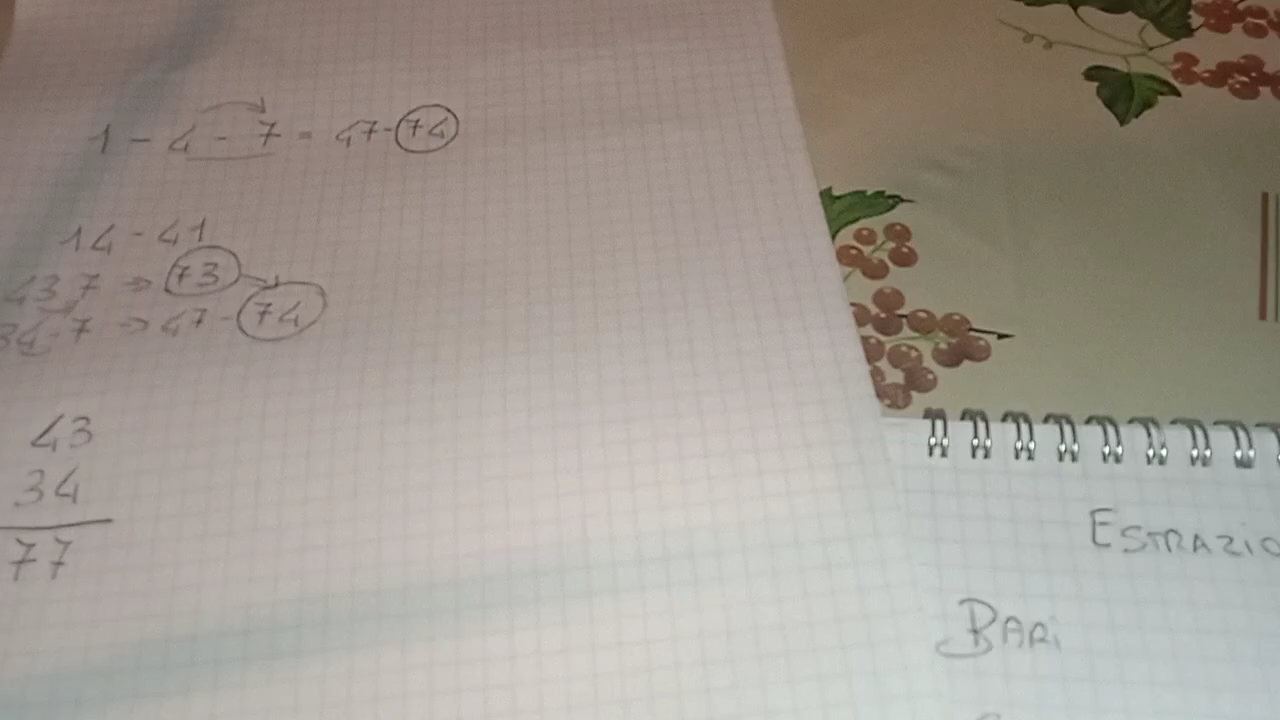 1 - 4 - 7 = 47 - 74
14 - 41
43 7 → 73
34 - 7 → 47 - 74
43
34
77
ESTRAZIO
BARI